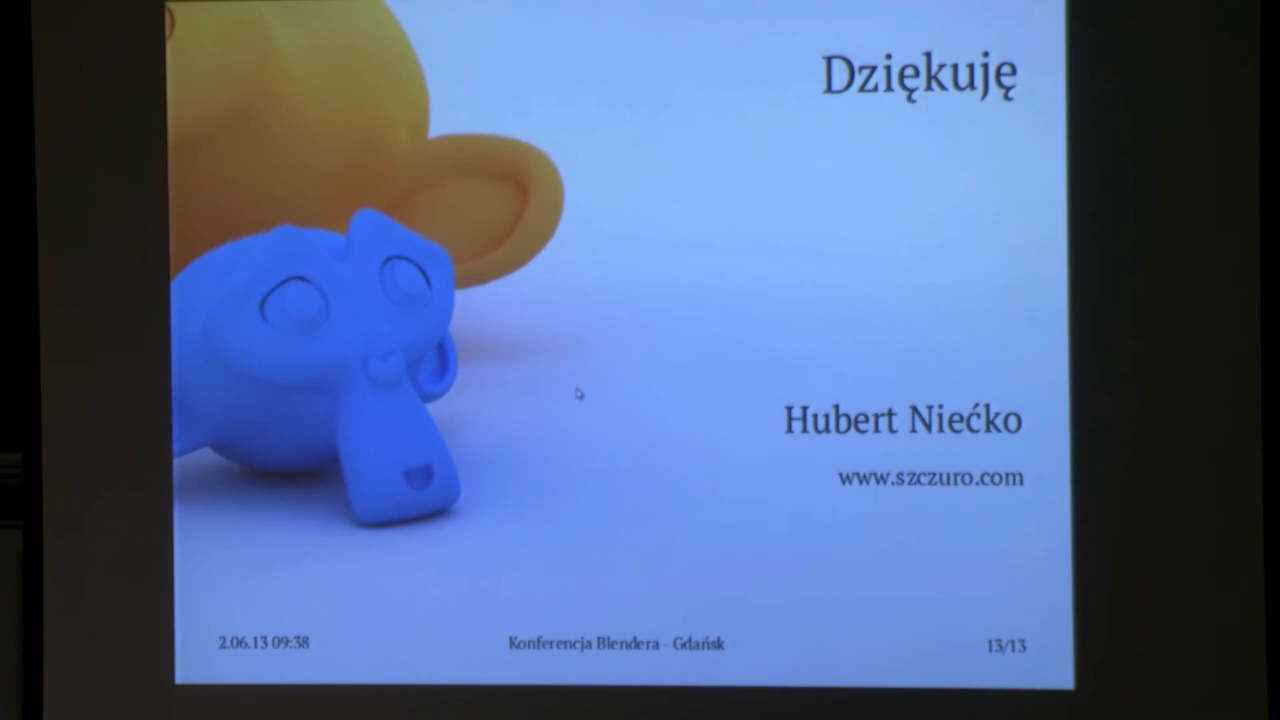 Dziękuję
Hubert Niećko
www.szczuro.com
2.06.13 09:38
Konferencja Blendera - Gdańsk
13/13